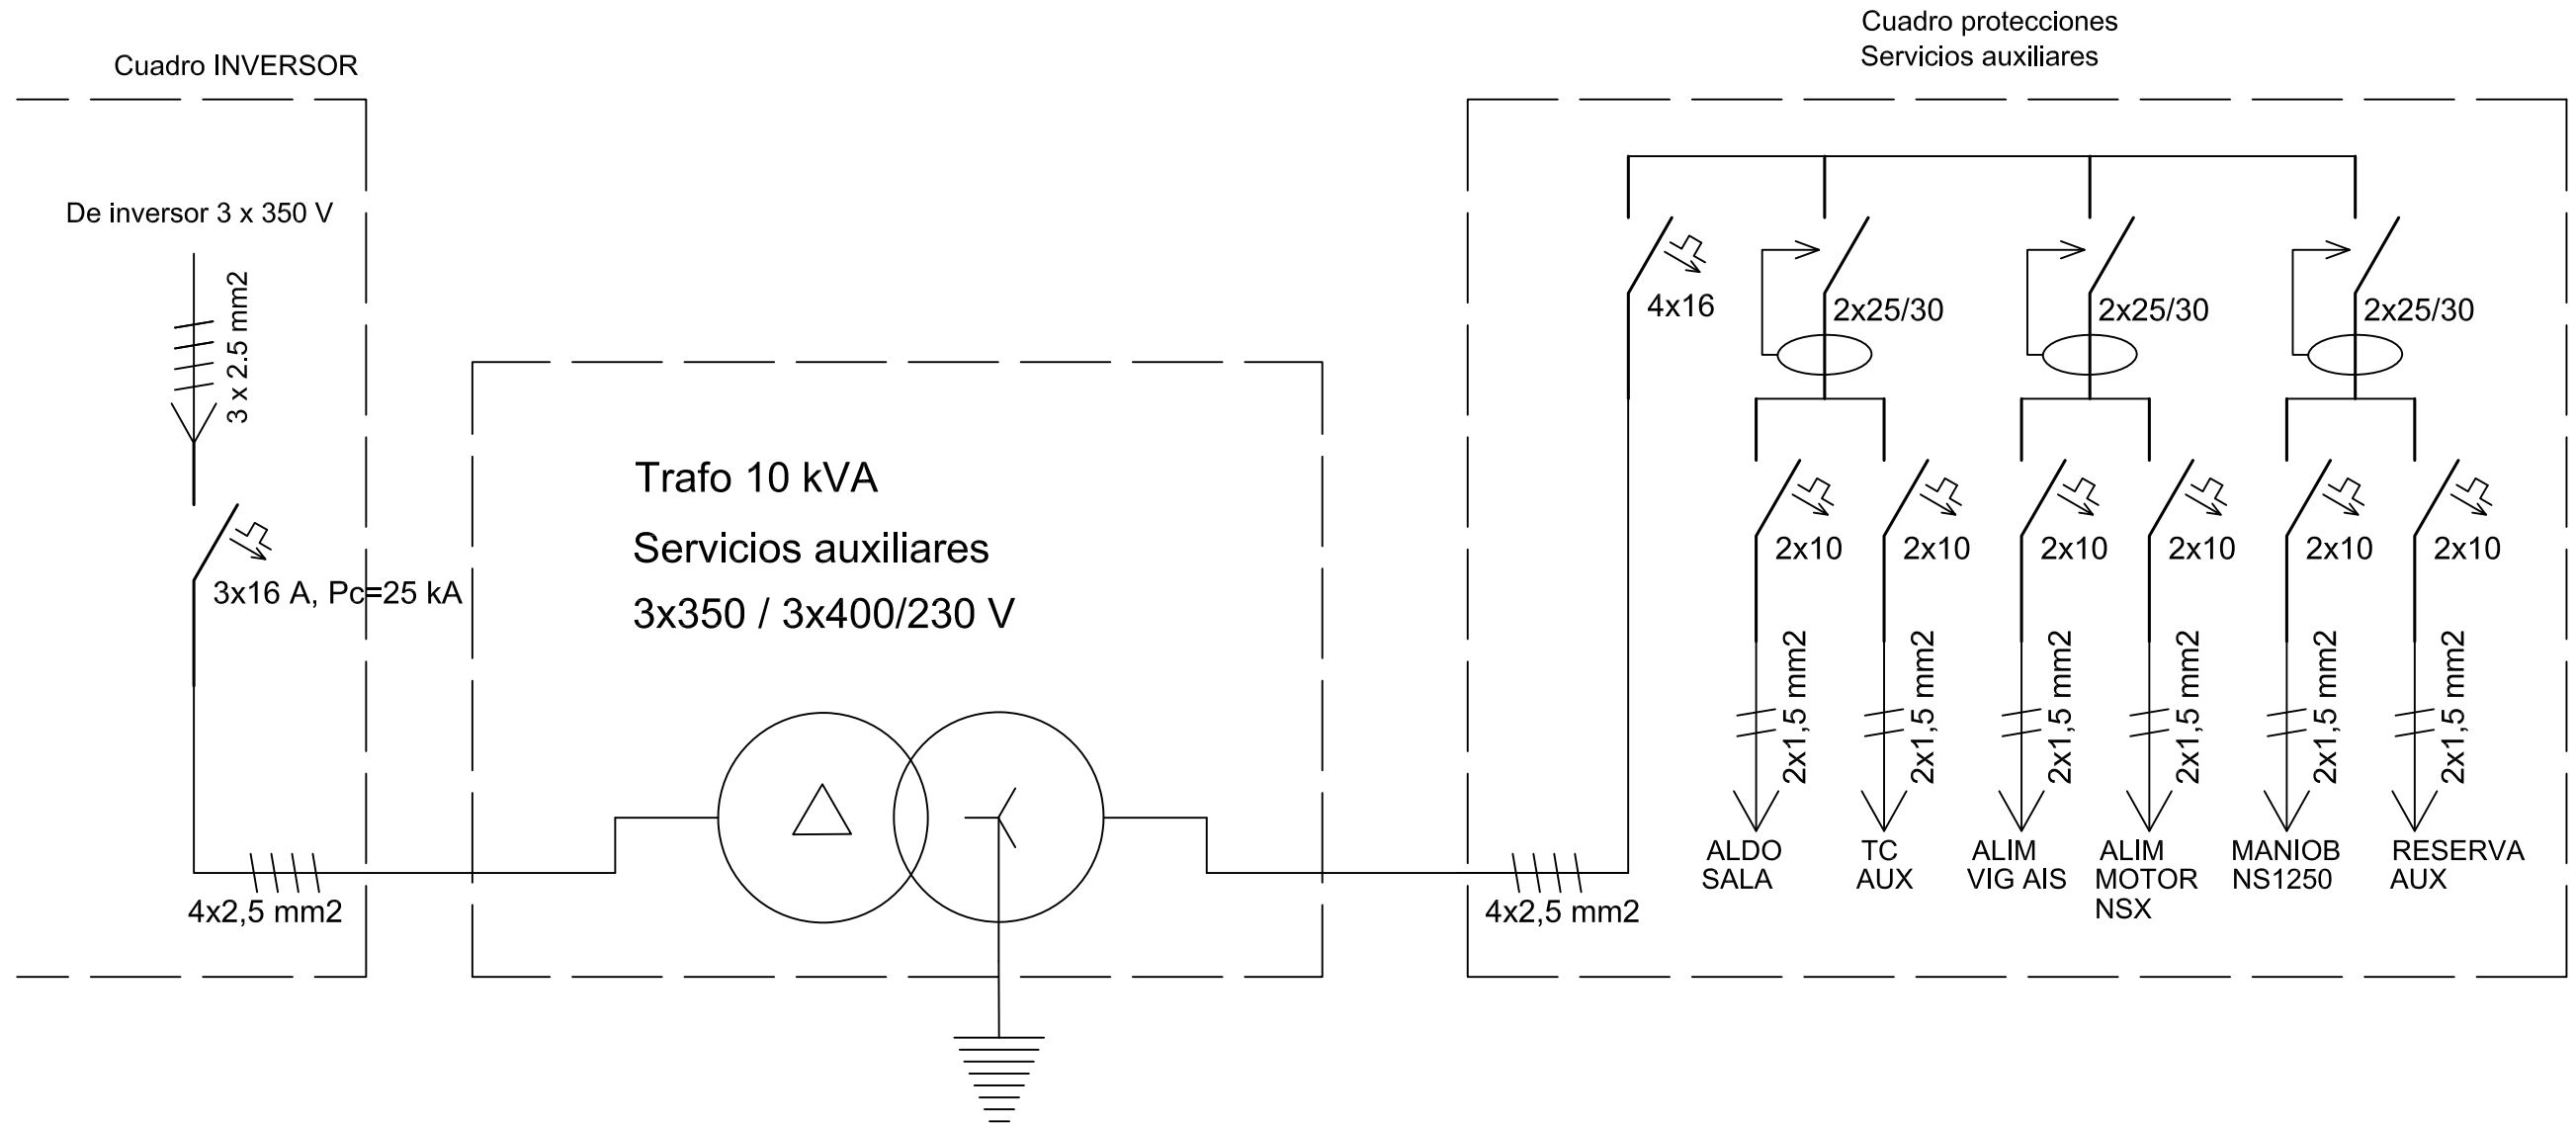 Cuadro INVERSOR
De inversor 3 x 350 V
3 x 2.5 mm2
3x16 A, Pc=25 kA
4x2,5 mm2
Trafo 10 kVA
Servicios auxiliares
3x350 / 3x400/230 V
Cuadro protecciones
Servicios auxiliares
4x16
2x25/30
2x25/30
2x25/30
2x10
2x10
2x10
2x10
2x10
2x10
2x1,5 mm2
2x1,5 mm2
2x1,5 mm2
2x1,5 mm2
2x1,5 mm2
2x1,5 mm2
4x2,5 mm2
ALDO
SALA
TC
AUX
ALIM
VIG AIS
ALIM
MOTOR
NSX
MANIOB
NS1250
RESERVA
AUX